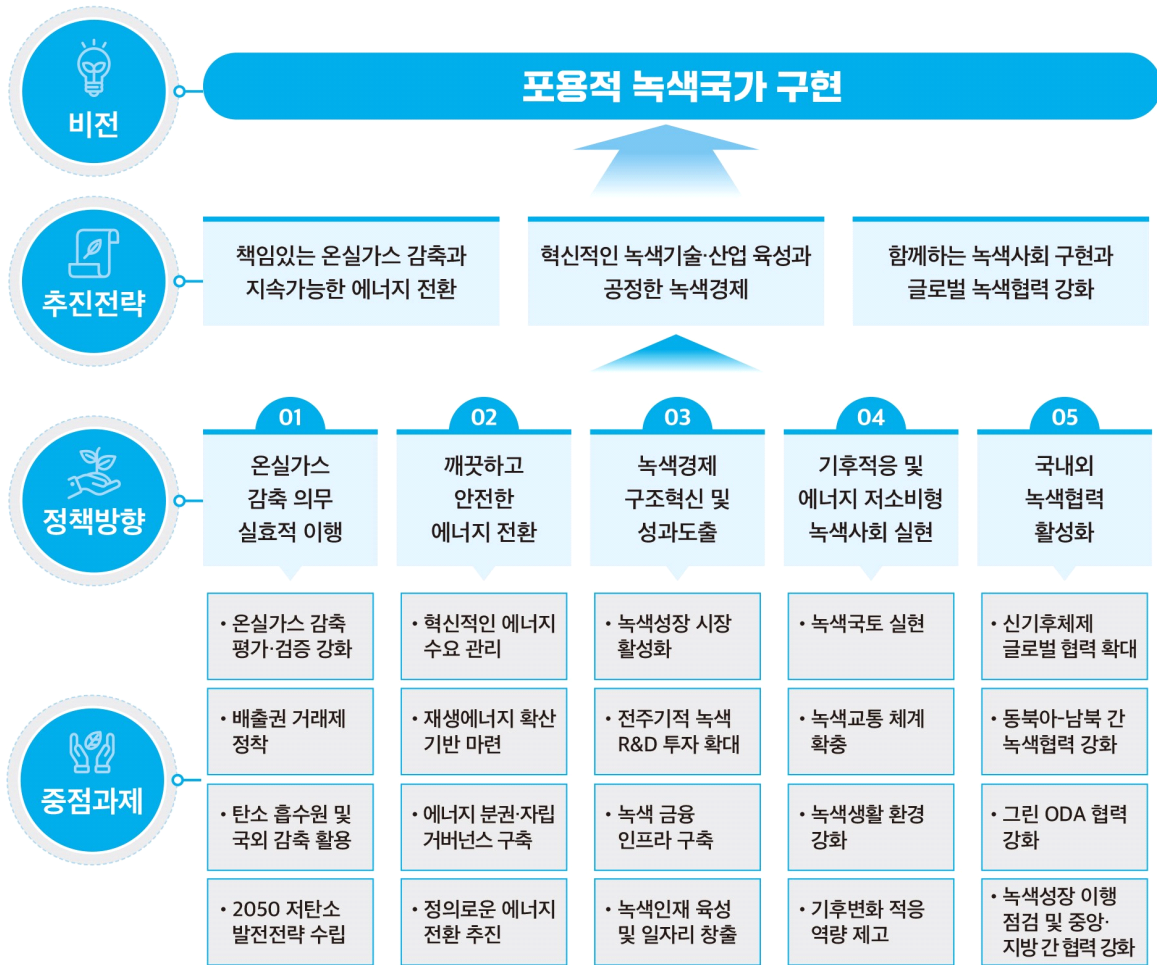 비전
포용적 녹색국가 구현
추진전략
책임있는 온실가스 감축과
지속가능한 에너지 전환
혁신적인 녹색기술·산업 육성과
공정한 녹색경제
함께하는 녹색사회 구현과
글로벌 녹색협력 강화
정책방향
01
온실가스
감축 의무
실효적 이행
02
깨끗하고
안전한
에너지 전환
03
녹색경제
구조혁신 및
성과도출
04
기후적응 및
에너지 저소비형
녹색사회 실현
05
국내외
녹색협력
활성화
중점과제
• 온실가스 감축
평가·검증 강화
• 배출권 거래제
정착
• 탄소 흡수원 및
국외 감축 활용
• 2050 저탄소
발전전략 수립
• 혁신적인 에너지
수요 관리
• 재생에너지 확산
기반 마련
• 에너지 분권·자립
거버넌스 구축
• 정의로운 에너지
전환 추진
• 녹색성장 시장
활성화
• 전주기적 녹색
R&D 투자 확대
• 녹색 금융
인프라 구축
• 녹색인재 육성
및 일자리 창출
• 녹색국토 실현
• 녹색교통 체계
확충
• 녹색생활 환경
강화
• 기후변화 적응
역량 제고
• 신기후체제
글로벌 협력 확대
• 동북아-남북 간
녹색협력 강화
• 그린 ODA 협력
강화
• 녹색성장 이행
점검 및 중앙·
지방 간 협력 강화